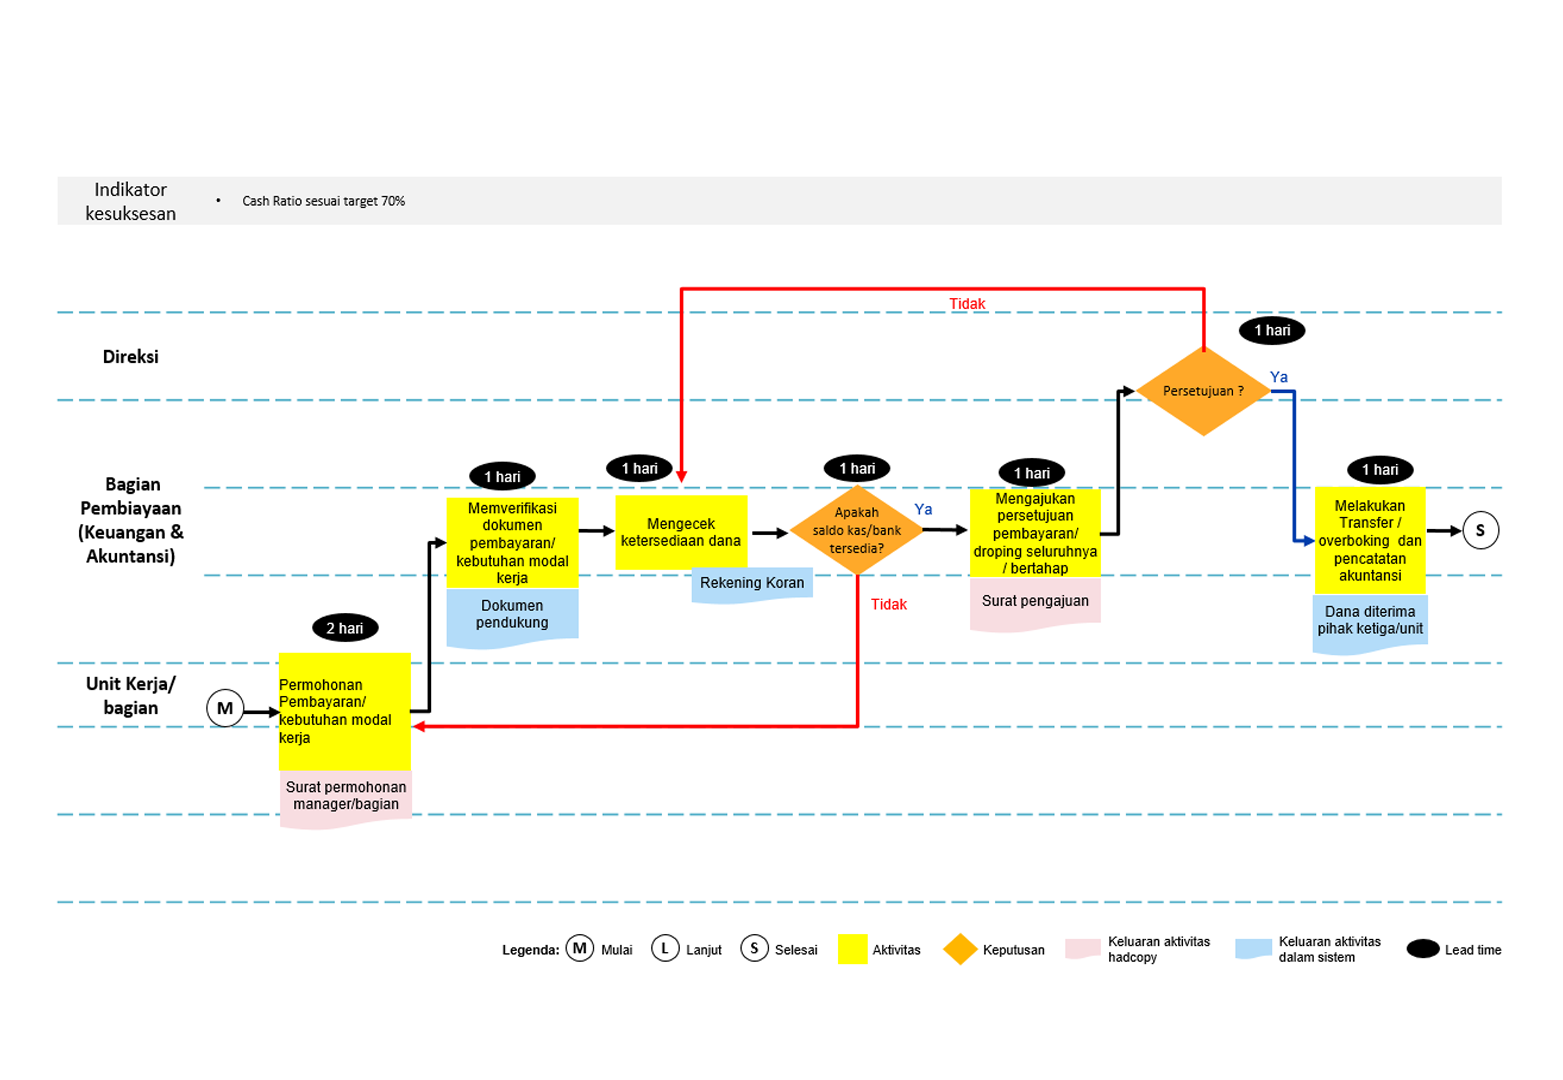 Indikator
kesuksesan
• Cash Ratio sesuai target 70%
Tidak
1 hari
Direksi
Ya
Persetujuan ?
Bagian
Pembiayaan
(Keuangan &
Akuntansi)
1 hari
Memverifikasi
dokumen
pembayaran/
kebutuhan modal
kerja
Dokumen
pendukung
1 hari
Mengecek
ketersediaan dana
Rekening Koran
1 hari
Apakah
saldo kas/bank
tersedia?
Ya
Tidak
1 hari
Mengajukan
persetujuan
pembayaran/
droping seluruhnya
/ bertahap
Surat pengajuan
1 hari
Melakukan
Transfer /
overboking dan
pencatatan
akuntansi
Dana diterima
pihak ketiga/unit
S
2 hari
Unit Kerja/
bagian
M
Permohonan
Pembayaran/
kebutuhan modal
kerja
Surat permohonan
manager/bagian
Legenda:
M Mulai
L Lanjut
S Selesai
Aktivitas
Keputusan
Keluaran aktivitas
hadcopy
Keluaran aktivitas
dalam sistem
Lead time